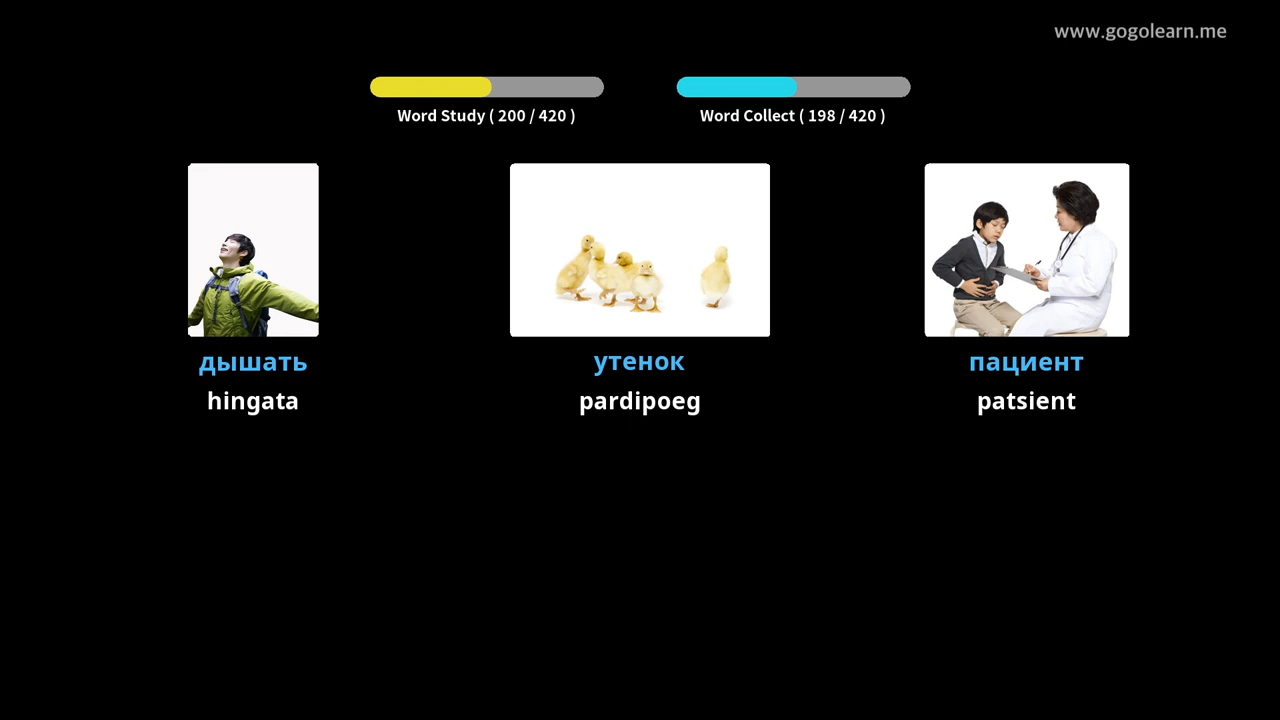 www.gogolearn.me
Word Study ( 200 / 420 )
Word Collect ( 198 / 420 )
дышать
утенок
пациент
hingata
pardipoeg
patsient